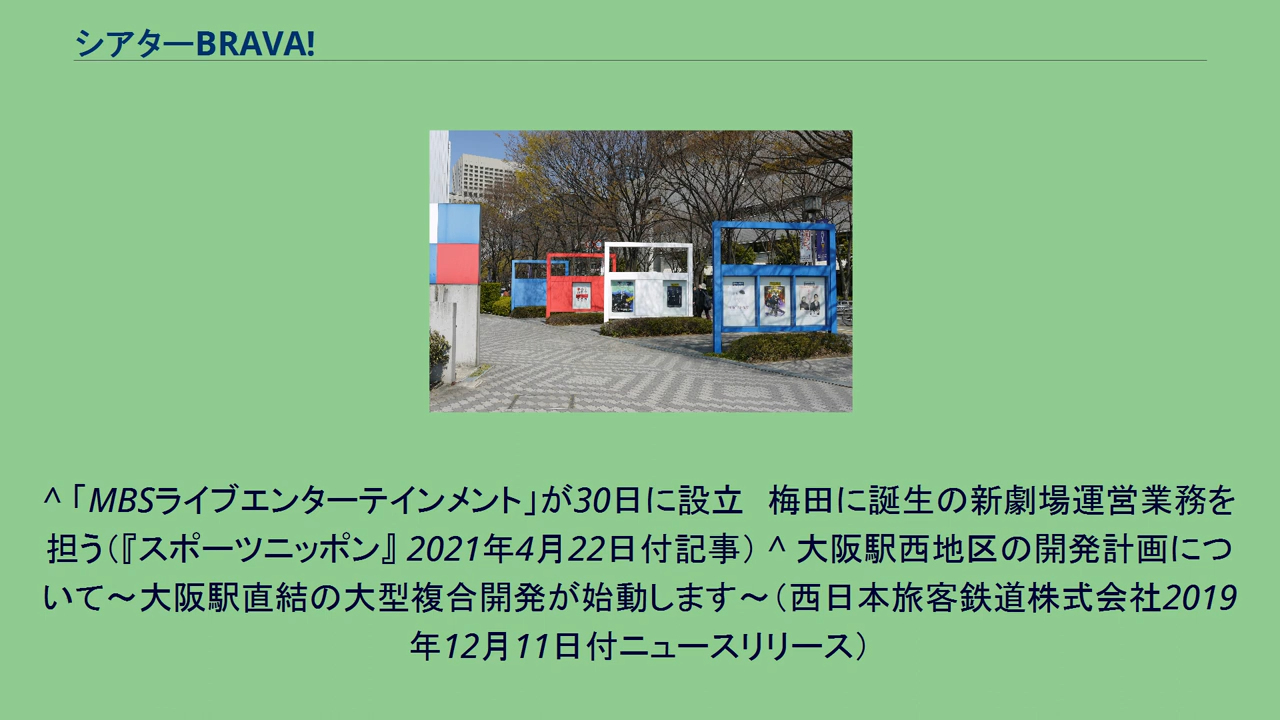 シアターBRAVA!
^ 「MBSライブエンターテインメント」が30日に設立　梅田に誕生の新劇場運営業務を
担う（『スポーツニッポン』 2021年4月22日付記事） ^ 大阪駅西地区の開発計画につ
いて〜大阪駅直結の大型複合開発が始動します〜（西日本旅客鉄道株式会社2019
年12月11日付ニュースリリース）